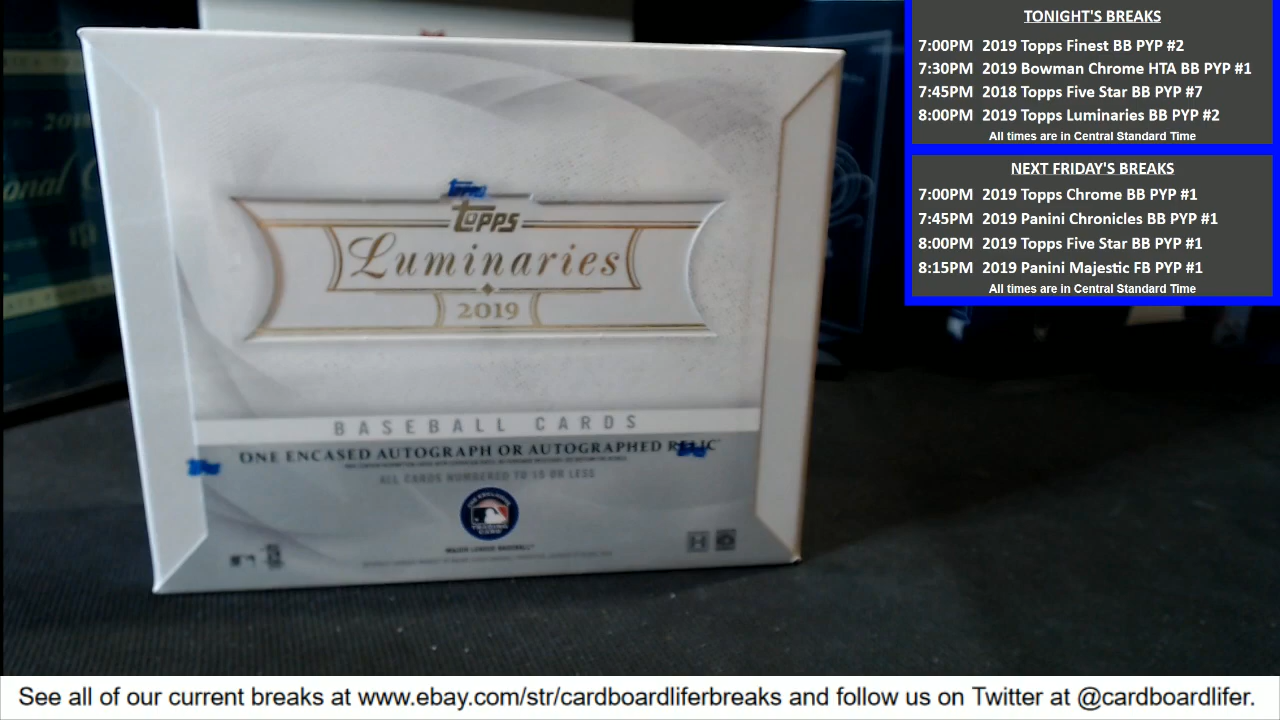 TONIGHT'S BREAKS
7:00PM 2019 Topps Finest BB PYP #2
7:30PM 2019 Bowman Chrome HTA BB PYP #1
7:45PM 2018 Topps Five Star BB PYP #7
8:00PM 2019 Topps Luminaries BB PYP #2
All times are in Central Standard Time
NEXT FRIDAY'S BREAKS
7:00PM 2019 Topps Chrome BB PYP #1
7:45PM 2019 Panini Chronicles BB PYP #1
8:00PM 2019 Topps Five Star BB PYP #1
8:15PM 2019 Panini Majestic FB PYP #1
All times are in Central Standard Time
topps
Topps
Luminaries
2019
BASEBALL CARDS
ONE ENCASED AUTOGRAPH OR AUTOGRAPHED RELIC
ALL CARDS NUMBERED TO 15 OR LESS
MAJOR LEAGUE BASEBALL
See all of our current breaks at www.ebay.com/str/cardboardliferbreaks and follow us on Twitter at @cardboardlifer.